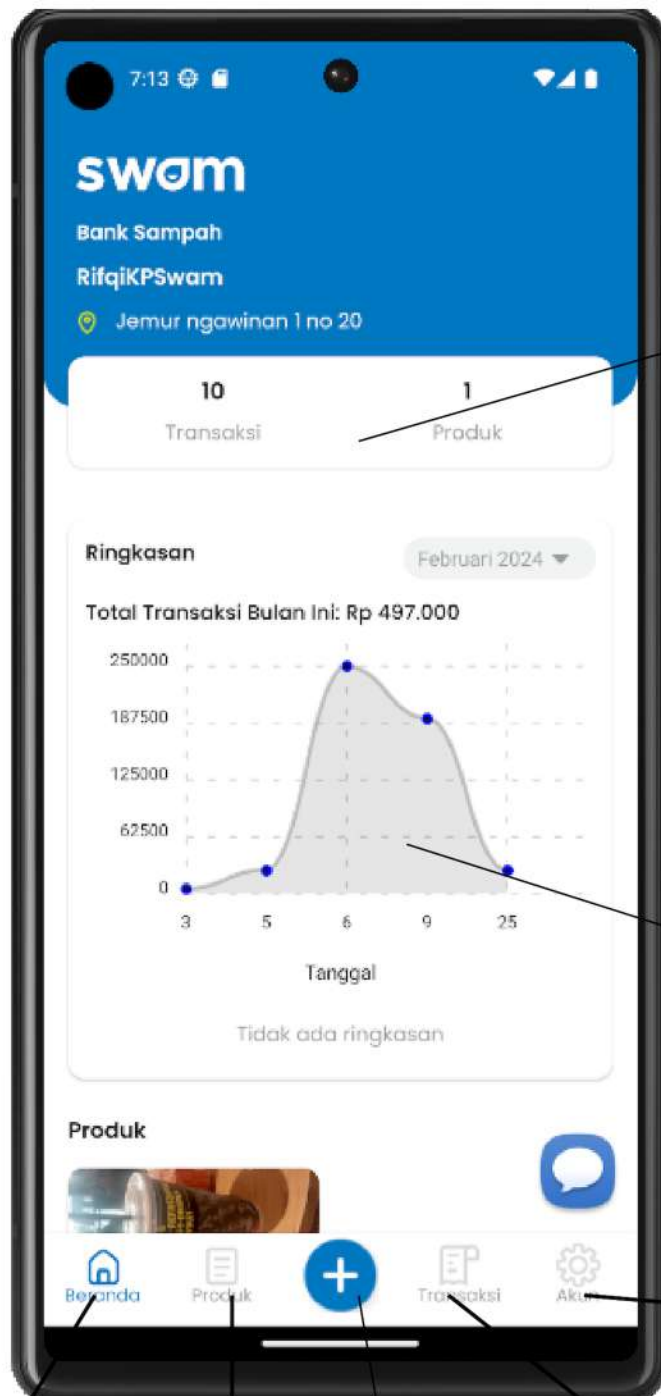 7:13
swam
Bank Sampah
RifqiKPSwam
Jemur ngawinan 1 no 20
10 1
Transaksi Produk
Ringkasan Februari 2024
Total Transaksi Bulan Ini: Rp 497.000
250000
187500
125000
62500
0
3 5 6 9 25
Tanggal
Tidak ada ringkasan
Produk
Beranda Produk Transaksi Akun